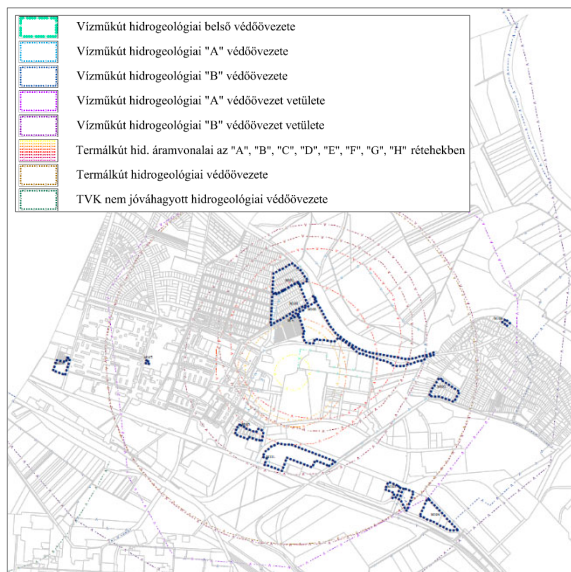 Vízműkút hidrogeológiai belső védőövezete
Vízműkút hidrogeológiai "A" védőövezete
Vízműkút hidrogeológiai "B" védőövezete
Vízműkút hidrogeológiai "A" védőövezet vetülete
Vízműkút hidrogeológiai "B" védőövezet vetülete
Termálkút hid. áramvonalai az "A", "B", "C", "D", "E", "F", "G", "H" rétehekben
Termálkút hidrogeológiai védőövezete
TVK nem jóváhagyott hidrogeológiai védőövezete